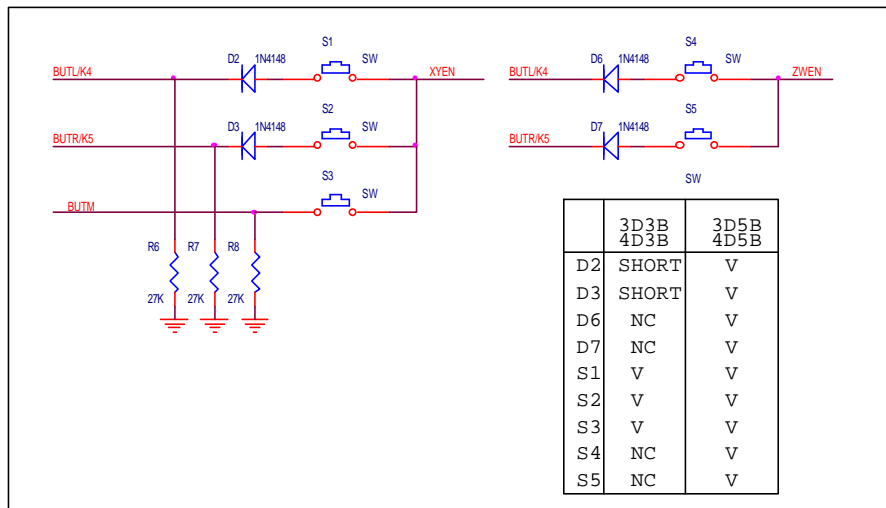 S1
D2 1N4148 SW
BUTL/K4 XYEN
S2
D3 1N4148 SW
BUTR/K5
S3
SW
BUTM
R6 R7 R8
27K 27K 27K
S4
D6 1N4148 SW
BUTL/K4 ZWEN
S5
D7 1N4148
BUTR/K5
SW
3D3B 3D5B
4D3B 4D5B
D2 SHORT V
D3 SHORT V
D6 NC V
D7 NC V
S1 V V
S2 V V
S3 V V
S4 NC V
S5 NC V